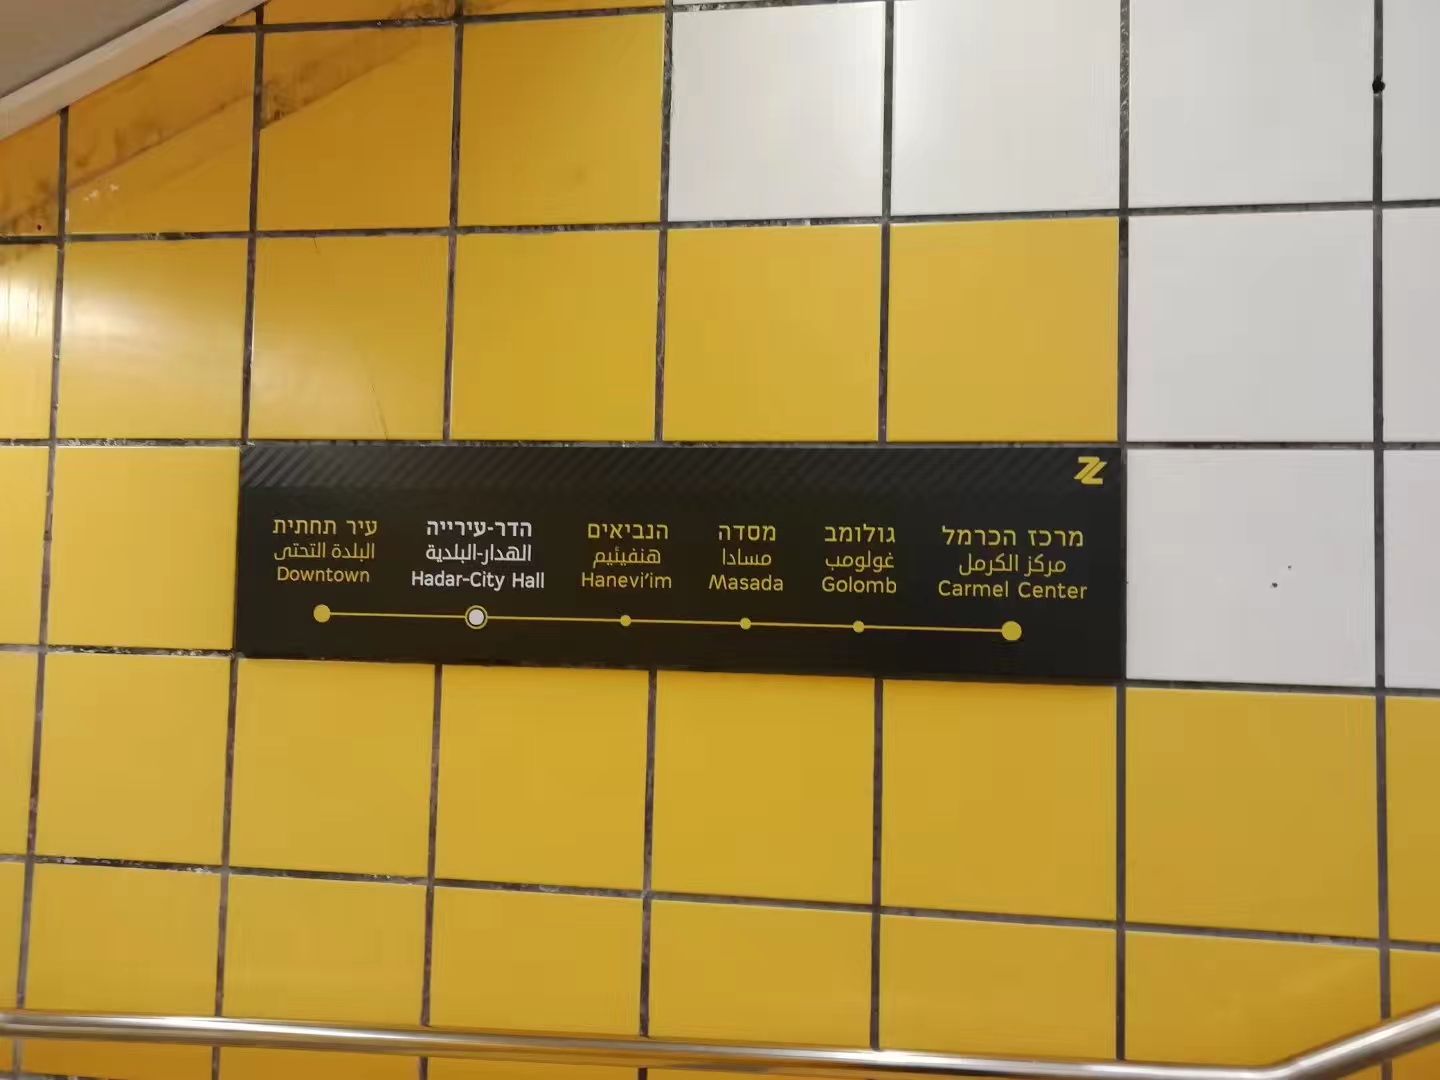 עיר תחתית
البلدة التحتى
Downtown
הדר-עירייה
الهدار-البلدية
Hadar-City Hall
הנביאים
هنفيئيم
Hanevi'im
מסדה
مسادا
Masada
גולומב
غولومب
Golomb
מרכז הכרמל
مركز الكرمل
Carmel Center